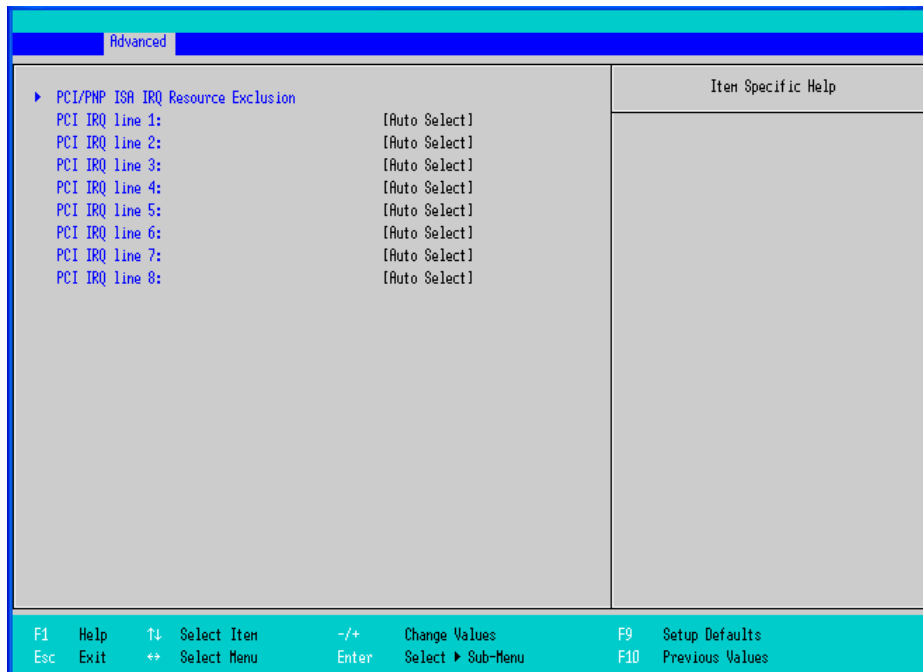 Advanced
Item Specific Help
▶ PCI/PNP ISA IRQ Resource Exclusion
PCI IRQ line 1: [Auto Select]
PCI IRQ line 2: [Auto Select]
PCI IRQ line 3: [Auto Select]
PCI IRQ line 4: [Auto Select]
PCI IRQ line 5: [Auto Select]
PCI IRQ line 6: [Auto Select]
PCI IRQ line 7: [Auto Select]
PCI IRQ line 8: [Auto Select]
F1 Help ↑↓ Select Item -/+ Change Values F9 Setup Defaults
Esc Exit ↔ Select Menu Enter Select ▶ Sub-Menu F10 Previous Values